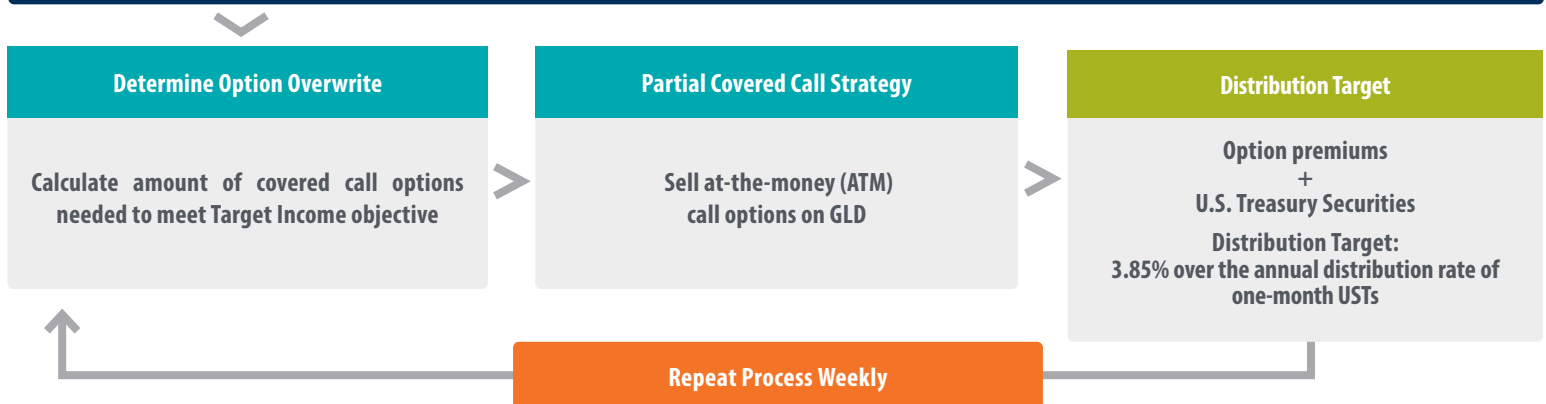 Determine Option Overwrite
Calculate amount of covered call options
needed to meet Target Income objective
Partial Covered Call Strategy
Sell at-the-money (ATM)
call options on GLD
Distribution Target
Option premiums
+
U.S. Treasury Securities
Distribution Target:
3.85% over the annual distribution rate of
one-month USTs
Repeat Process Weekly